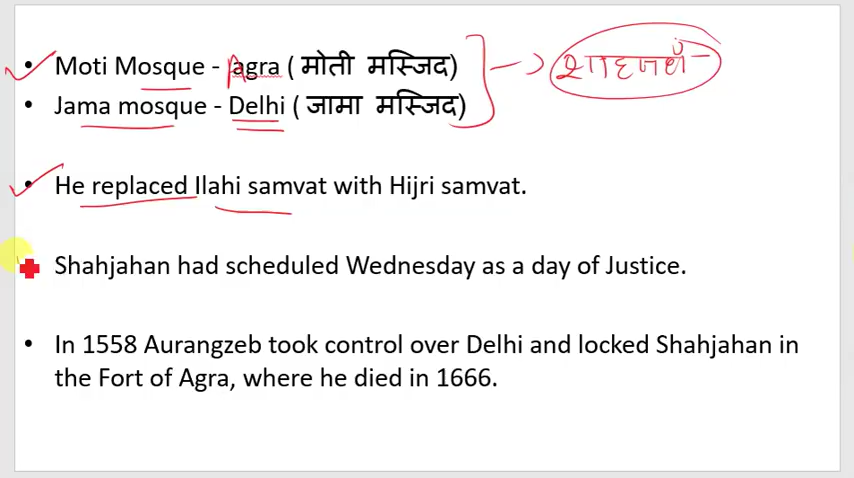 • Moti Mosque - Agra ( मोती मस्जिद)
शाहजहाँ
• Jama mosque - Delhi ( जामा मस्जिद)
• He replaced Ilahi samvat with Hijri samvat.
Shahjahan had scheduled Wednesday as a day of Justice.
• In 1558 Aurangzeb took control over Delhi and locked Shahjahan in
the Fort of Agra, where he died in 1666.